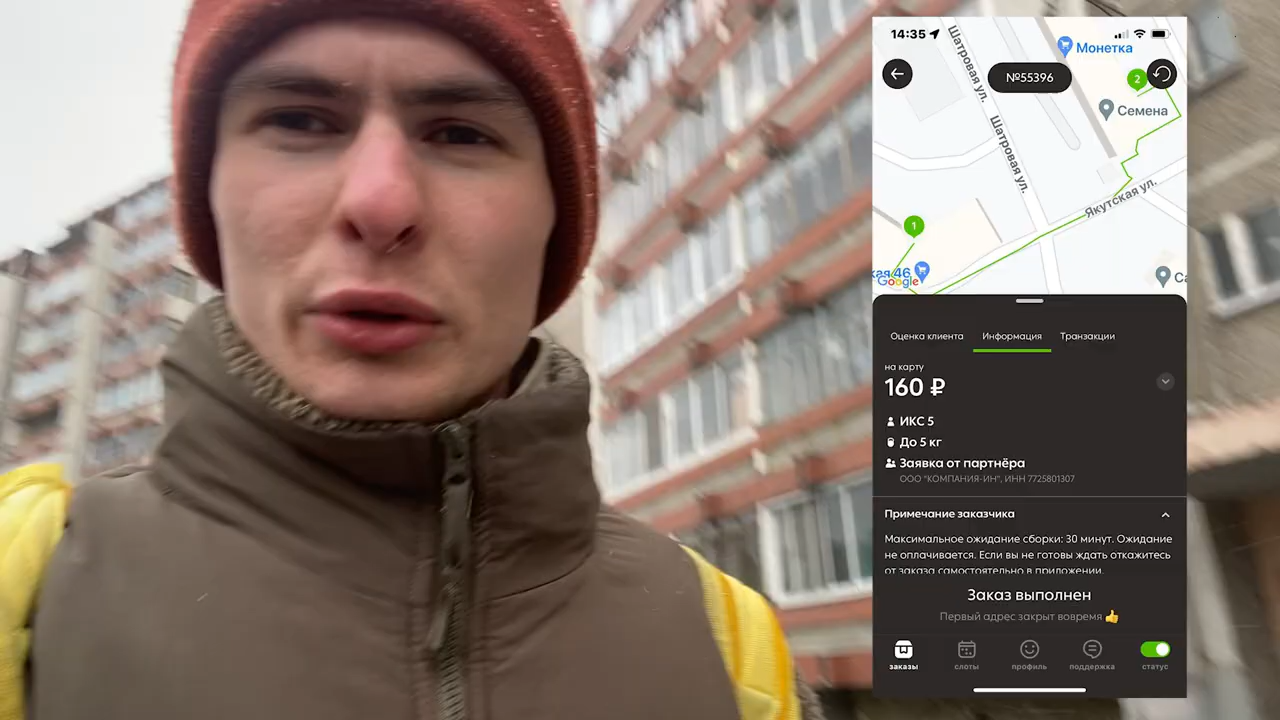 14:35
Шатровая ул.
Монетка
№55396
2
Семена
Шатровая ул.
Якутская ул.
1
кая 46
Google
Са
Оценка клиента
Информация
Транзакции
на карту
160 ₽
ИКС 5
До 5 кг
Заявка от партнёра
ООО "КОМПАНИЯ-ИН", ИНН 7725801307
Примечание заказчика
Максимальное ожидание сборки: 30 минут. Ожидание
не оплачивается. Если вы не готовы ждать откажитесь
от заказа самостоятельно в приложении.
Заказ выполнен
Первый адрес закрыт вовремя 👍
заказы
слоты
профиль
поддержка
статус